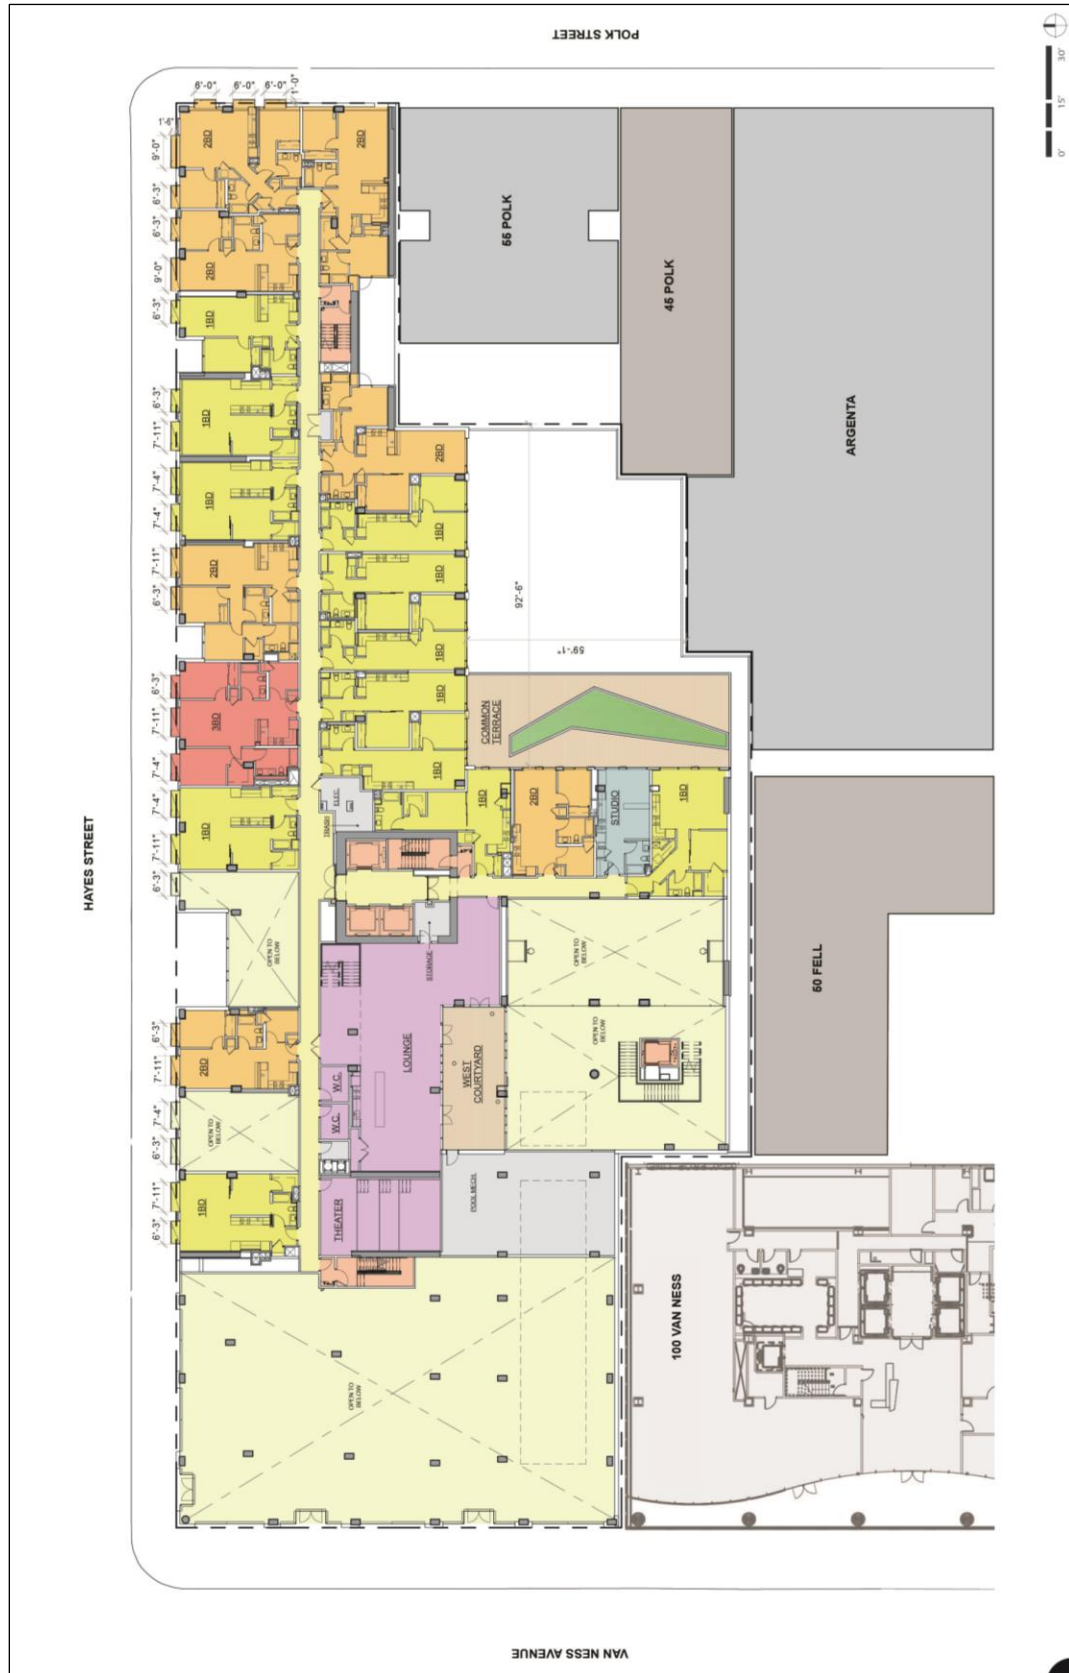 POLK STREET
30'
15'
0'
6'-0"
6'-0"
6'-0"
1'-0"
1'-6"
9'-0"
6'-3"
6'-3"
9'-0"
6'-3"
6'-3"
7'-11"
7'-4"
7'-4"
7'-11"
6'-3"
6'-3"
7'-11"
7'-4"
7'-4"
7'-11"
6'-3"
6'-3"
7'-11"
7'-4"
6'-3"
7'-11"
6'-3"
HAYES STREET
2BD
2BD
1BD
1BD
1BD
2BD
3BD
1BD
OPEN TO
BELOW
2BD
OPEN TO
BELOW
1BD
2BD
2BD
1BD
1BD
1BD
1BD
1BD
ELEC.
TRASH
1BD
2BD
STUDIO
1BD
COMMON
TERRACE
92'-6"
59'-1"
55 POLK
45 POLK
ARGENTA
50 FELL
STORAGE
LOUNGE
W.C.
W.C.
WEST
COURTYARD
OPEN TO
BELOW
OPEN TO
BELOW
THEATER
POOL MECH.
OPEN TO
BELOW
100 VAN NESS
VAN NESS AVENUE